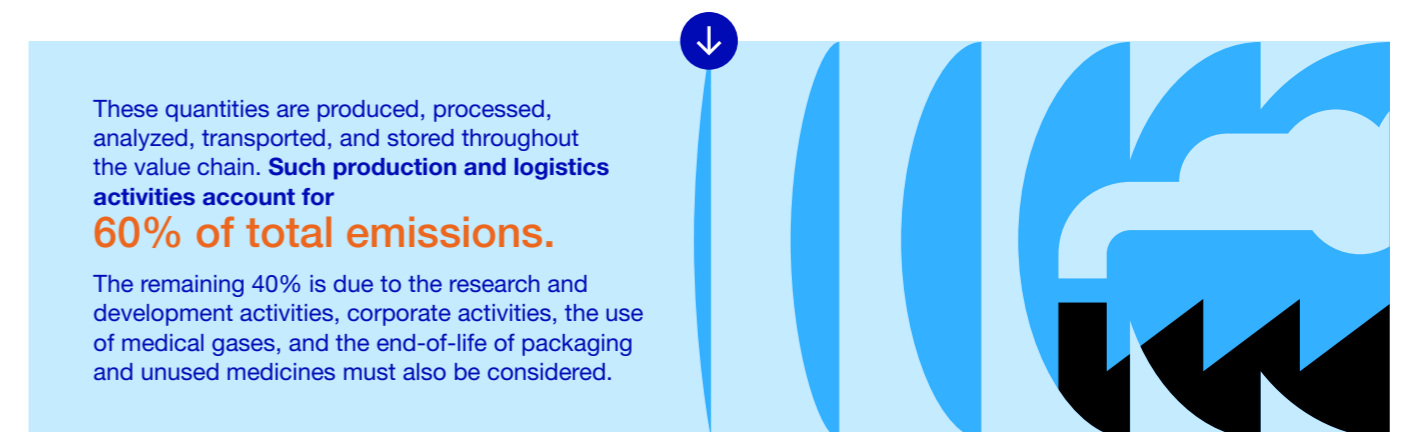 These quantities are produced, processed,
analyzed, transported, and stored throughout
the value chain. Such production and logistics
activities account for
60% of total emissions.
The remaining 40% is due to the research and
development activities, corporate activities, the use
of medical gases, and the end-of-life of packaging
and unused medicines must also be considered.